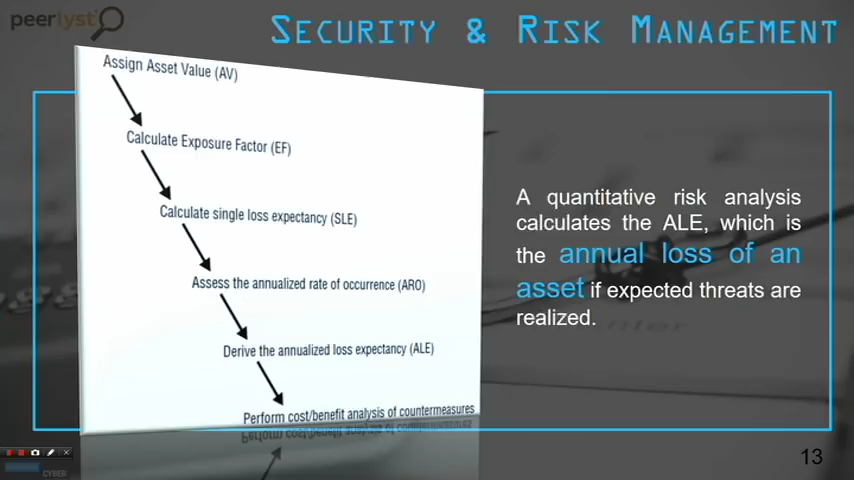 peerlyst
SECURITY & RISK MANAGEMENT
Assign Asset Value (AV)
Calculate Exposure Factor (EF)
Calculate single loss expectancy (SLE)
Assess the annualized rate of occurrence (ARO)
Derive the annualized loss expectancy (ALE)
Perform cost/benefit analysis of countermeasures
A quantitative risk analysis
calculates the ALE, which is
the annual loss of an
asset if expected threats are
realized.
CYBER
13